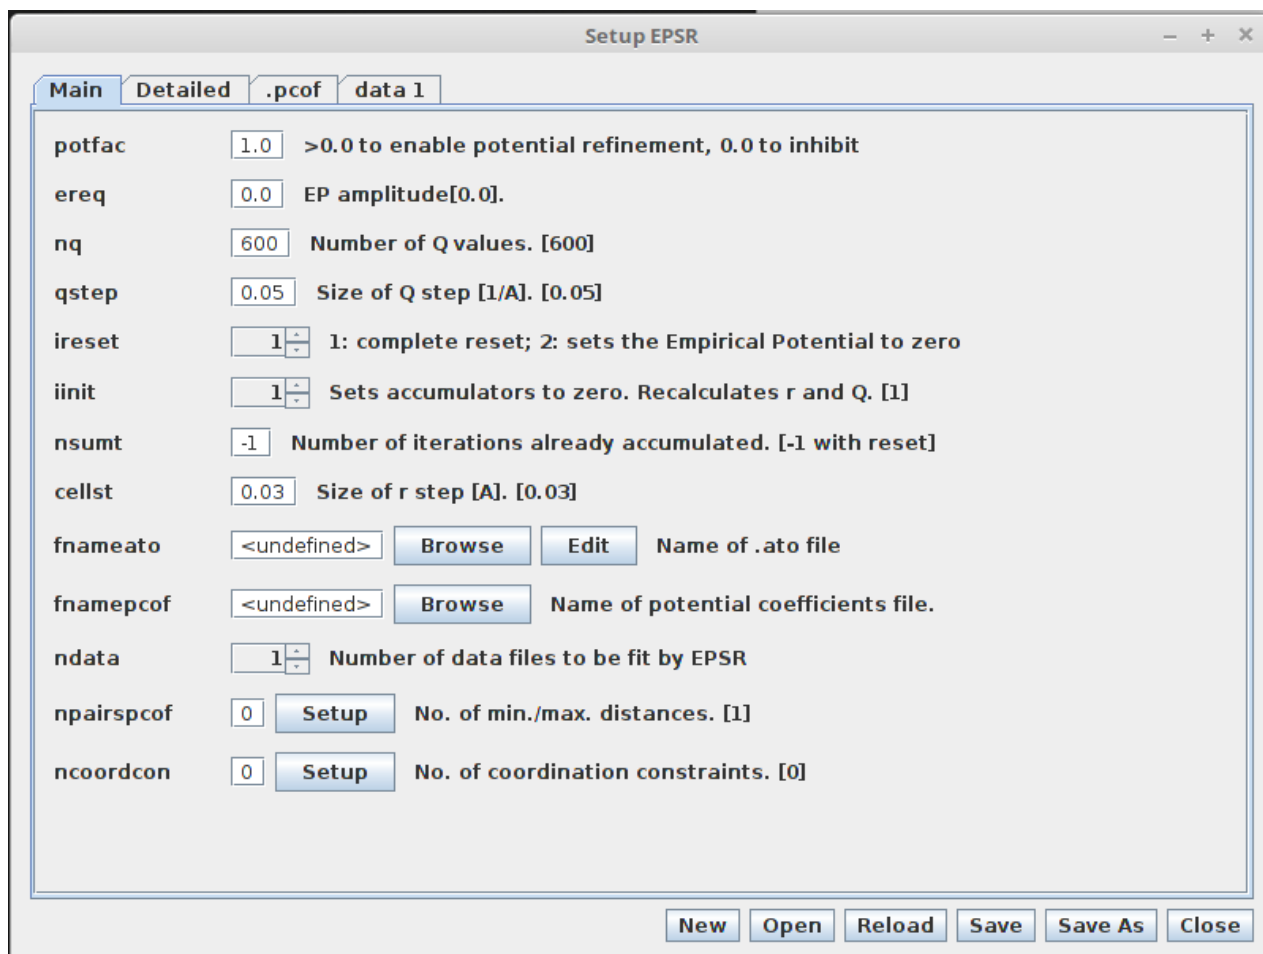 Setup EPSR
Main Detailed .pcof data 1
potfac 1.0 >0.0 to enable potential refinement, 0.0 to inhibit
ereq 0.0 EP amplitude[0.0].
nq 600 Number of Q values. [600]
qstep 0.05 Size of Q step [1/A]. [0.05]
ireset 1 1: complete reset; 2: sets the Empirical Potential to zero
iinit 1 Sets accumulators to zero. Recalculates r and Q. [1]
nsumt -1 Number of iterations already accumulated. [-1 with reset]
cellst 0.03 Size of r step [A]. [0.03]
fnameato <undefined> Browse Edit Name of .ato file
fnamepcof <undefined> Browse Name of potential coefficients file.
ndata 1 Number of data files to be fit by EPSR
npairspcof 0 Setup No. of min./max. distances. [1]
ncoordcon 0 Setup No. of coordination constraints. [0]
New Open Reload Save Save As Close